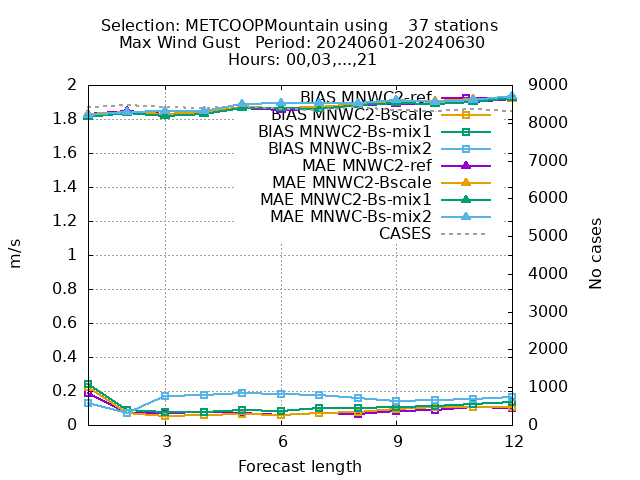 Selection: METCOOPMountain using    37 stations
Max Wind Gust   Period: 20240601-20240630
Hours: 00,03,...,21
2
1.8
1.6
1.4
1.2
1
0.8
0.6
0.4
0.2
0
m/s
BIAS MNWC2-ref
BIAS MNWC2-Bscale
BIAS MNWC2-Bs-mix1
BIAS MNWC-Bs-mix2
MAE MNWC2-ref
MAE MNWC2-Bscale
MAE MNWC2-Bs-mix1
MAE MNWC-Bs-mix2
CASES
9000
8000
7000
6000
5000
4000
3000
2000
1000
0
No cases
3 6 9 12
Forecast length